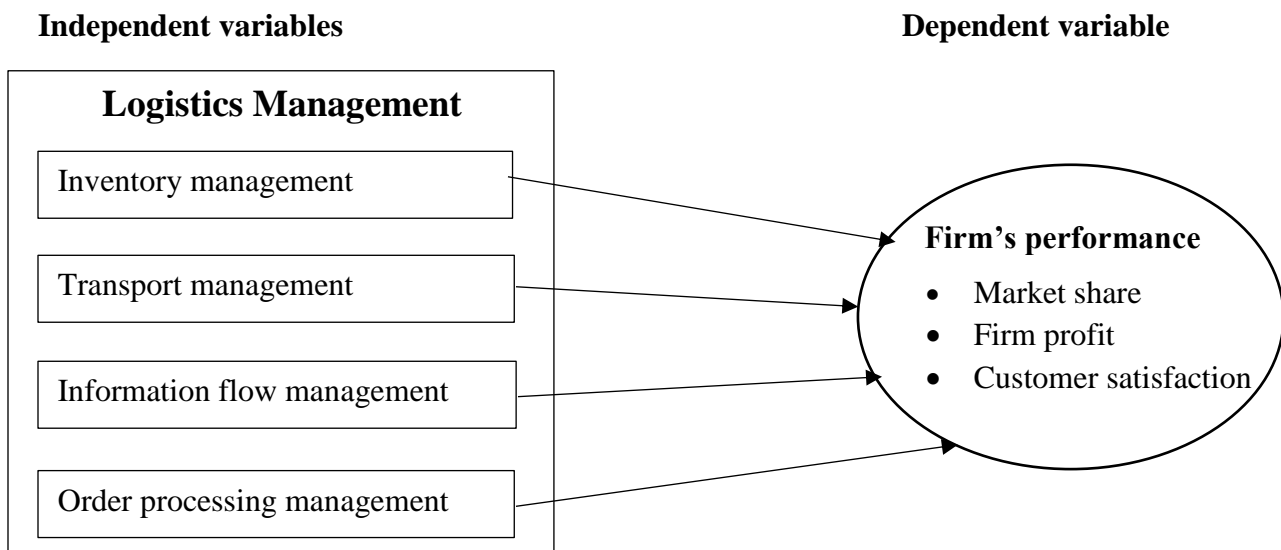 Independent variables
Dependent variable
Logistics Management
Inventory management
Transport management
Information flow management
Order processing management
Firm’s performance
• Market share
• Firm profit
• Customer satisfaction